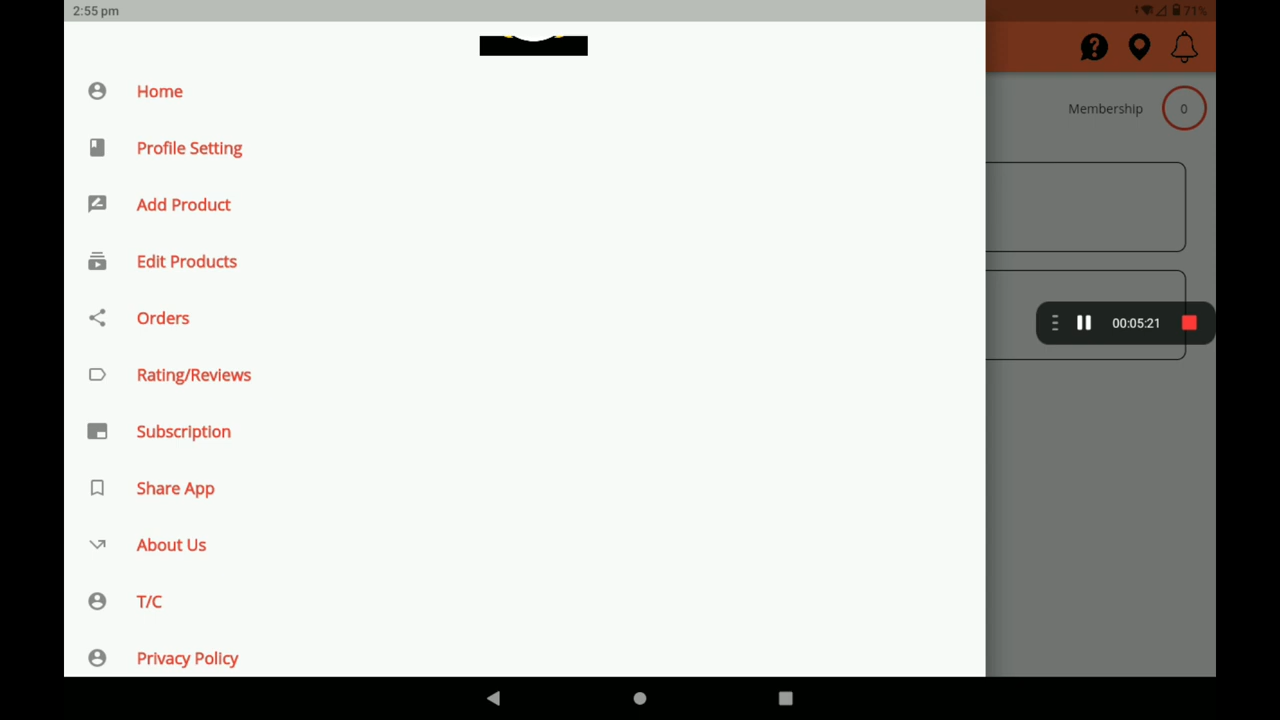 2:55 pm
71%
Home
Membership
0
Profile Setting
Add Product
Edit Products
Orders
00:05:21
Rating/Reviews
Subscription
Share App
About Us
T/C
Privacy Policy